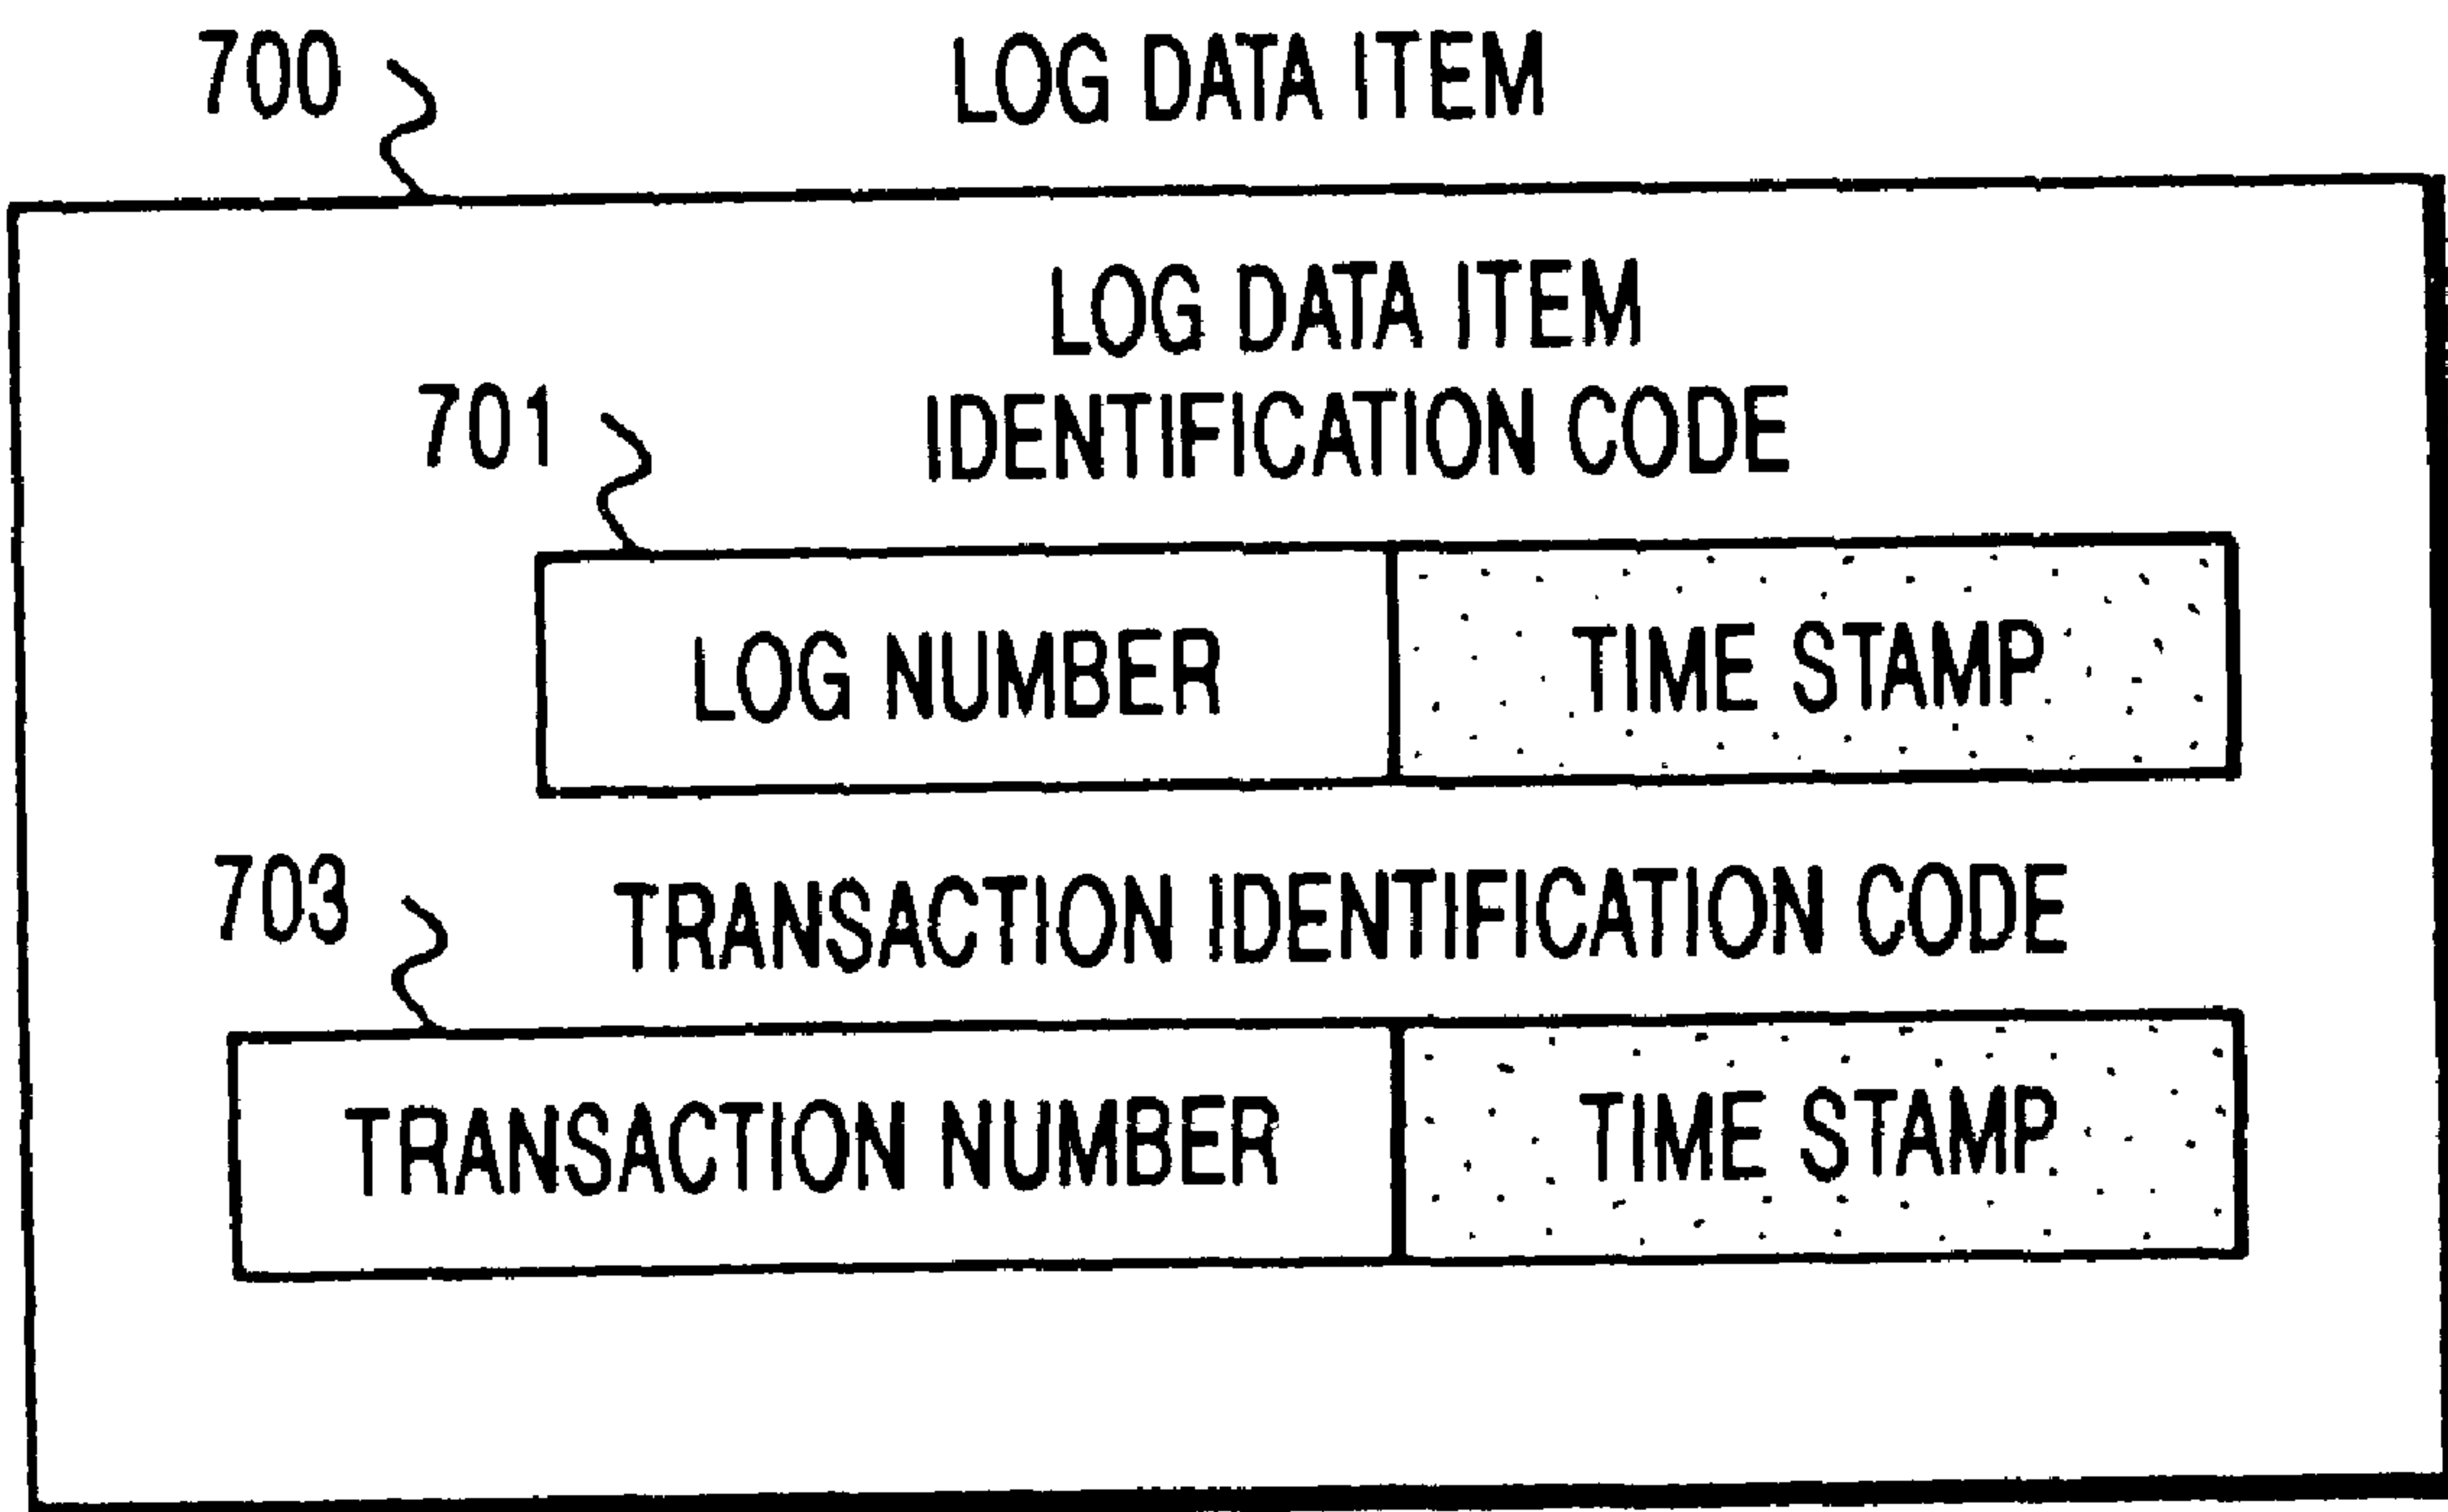 700 LOG DATA ITEM
LOG DATA ITEM
701 IDENTIFICATION CODE
LOG NUMBER TIME STAMP
703 TRANSACTION IDENTIFICATION CODE
TRANSACTION NUMBER TIME STAMP